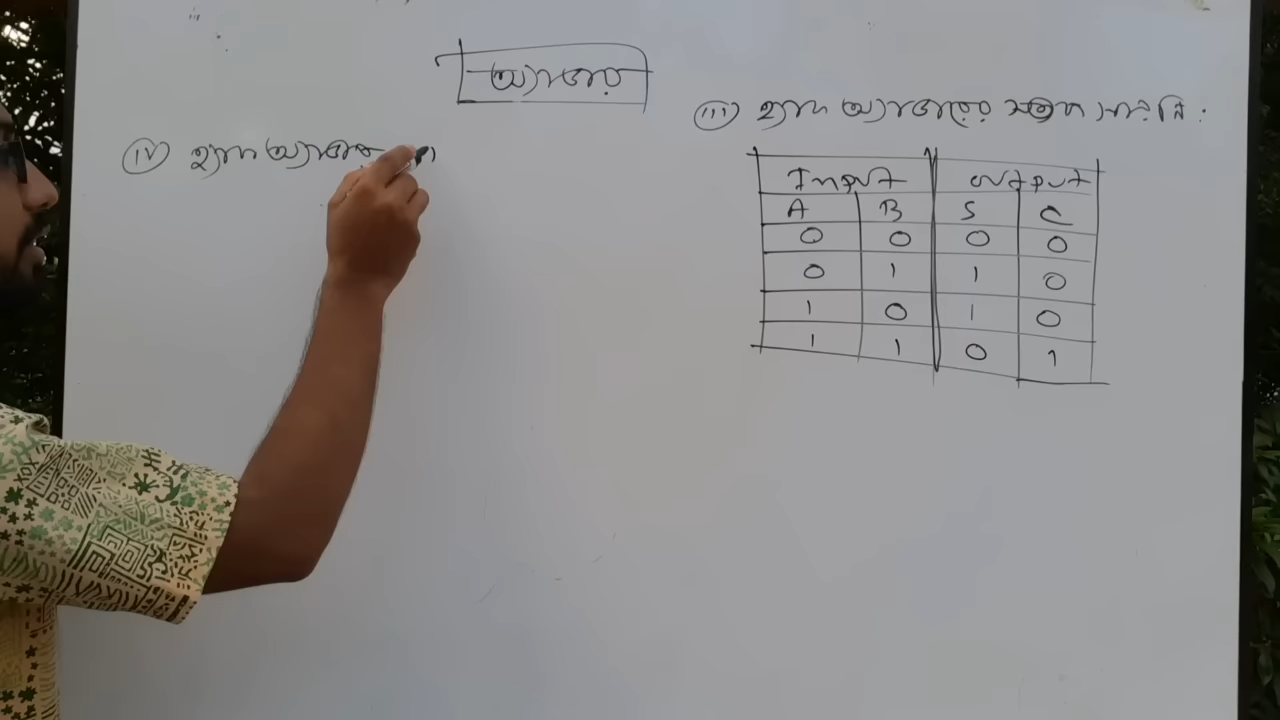 অ্যাডার
(iv) হাফ অ্যাডার
(iii) হাফ অ্যাডারের সত্যক সারণি :
Input Output
A B S C
0 0 0 0
0 1 1 0
1 0 1 0
1 1 0 1